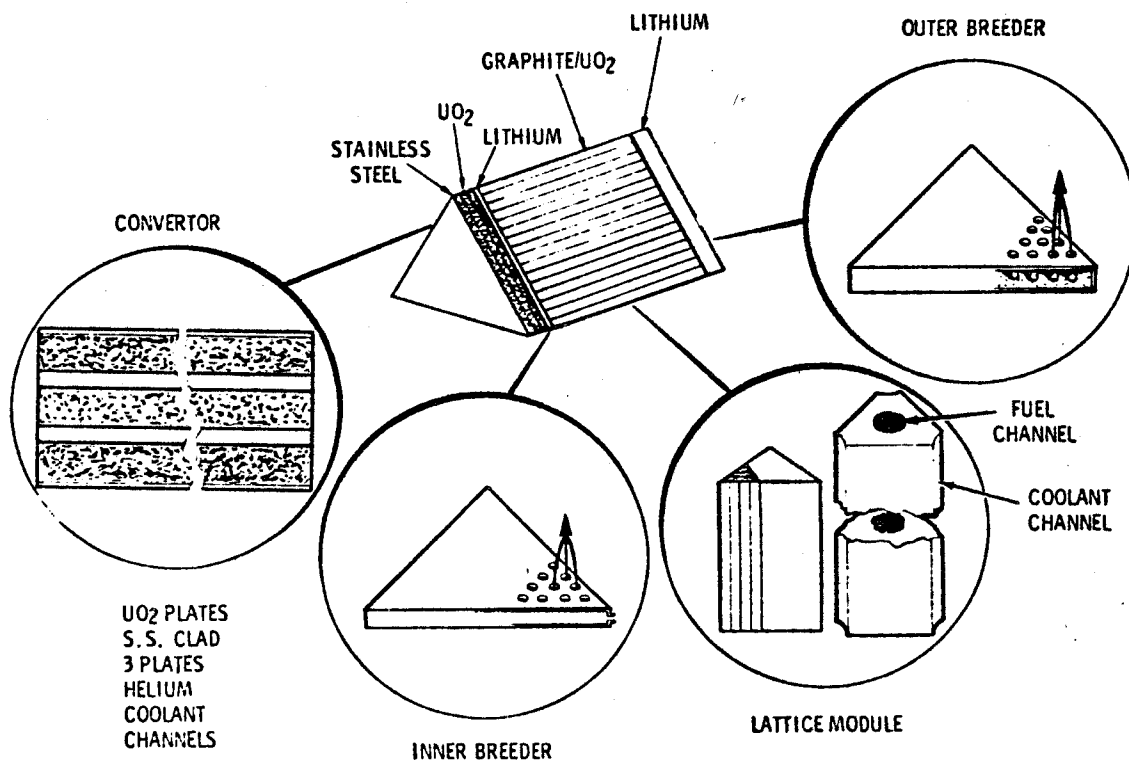 LITHIUM
OUTER BREEDER
GRAPHITE/UO2
UO2
LITHIUM
STAINLESS
STEEL
CONVERTOR
FUEL
CHANNEL
COOLANT
CHANNEL
UO2 PLATES
S.S. CLAD
3 PLATES
HELIUM
COOLANT
CHANNELS
INNER BREEDER
LATTICE MODULE